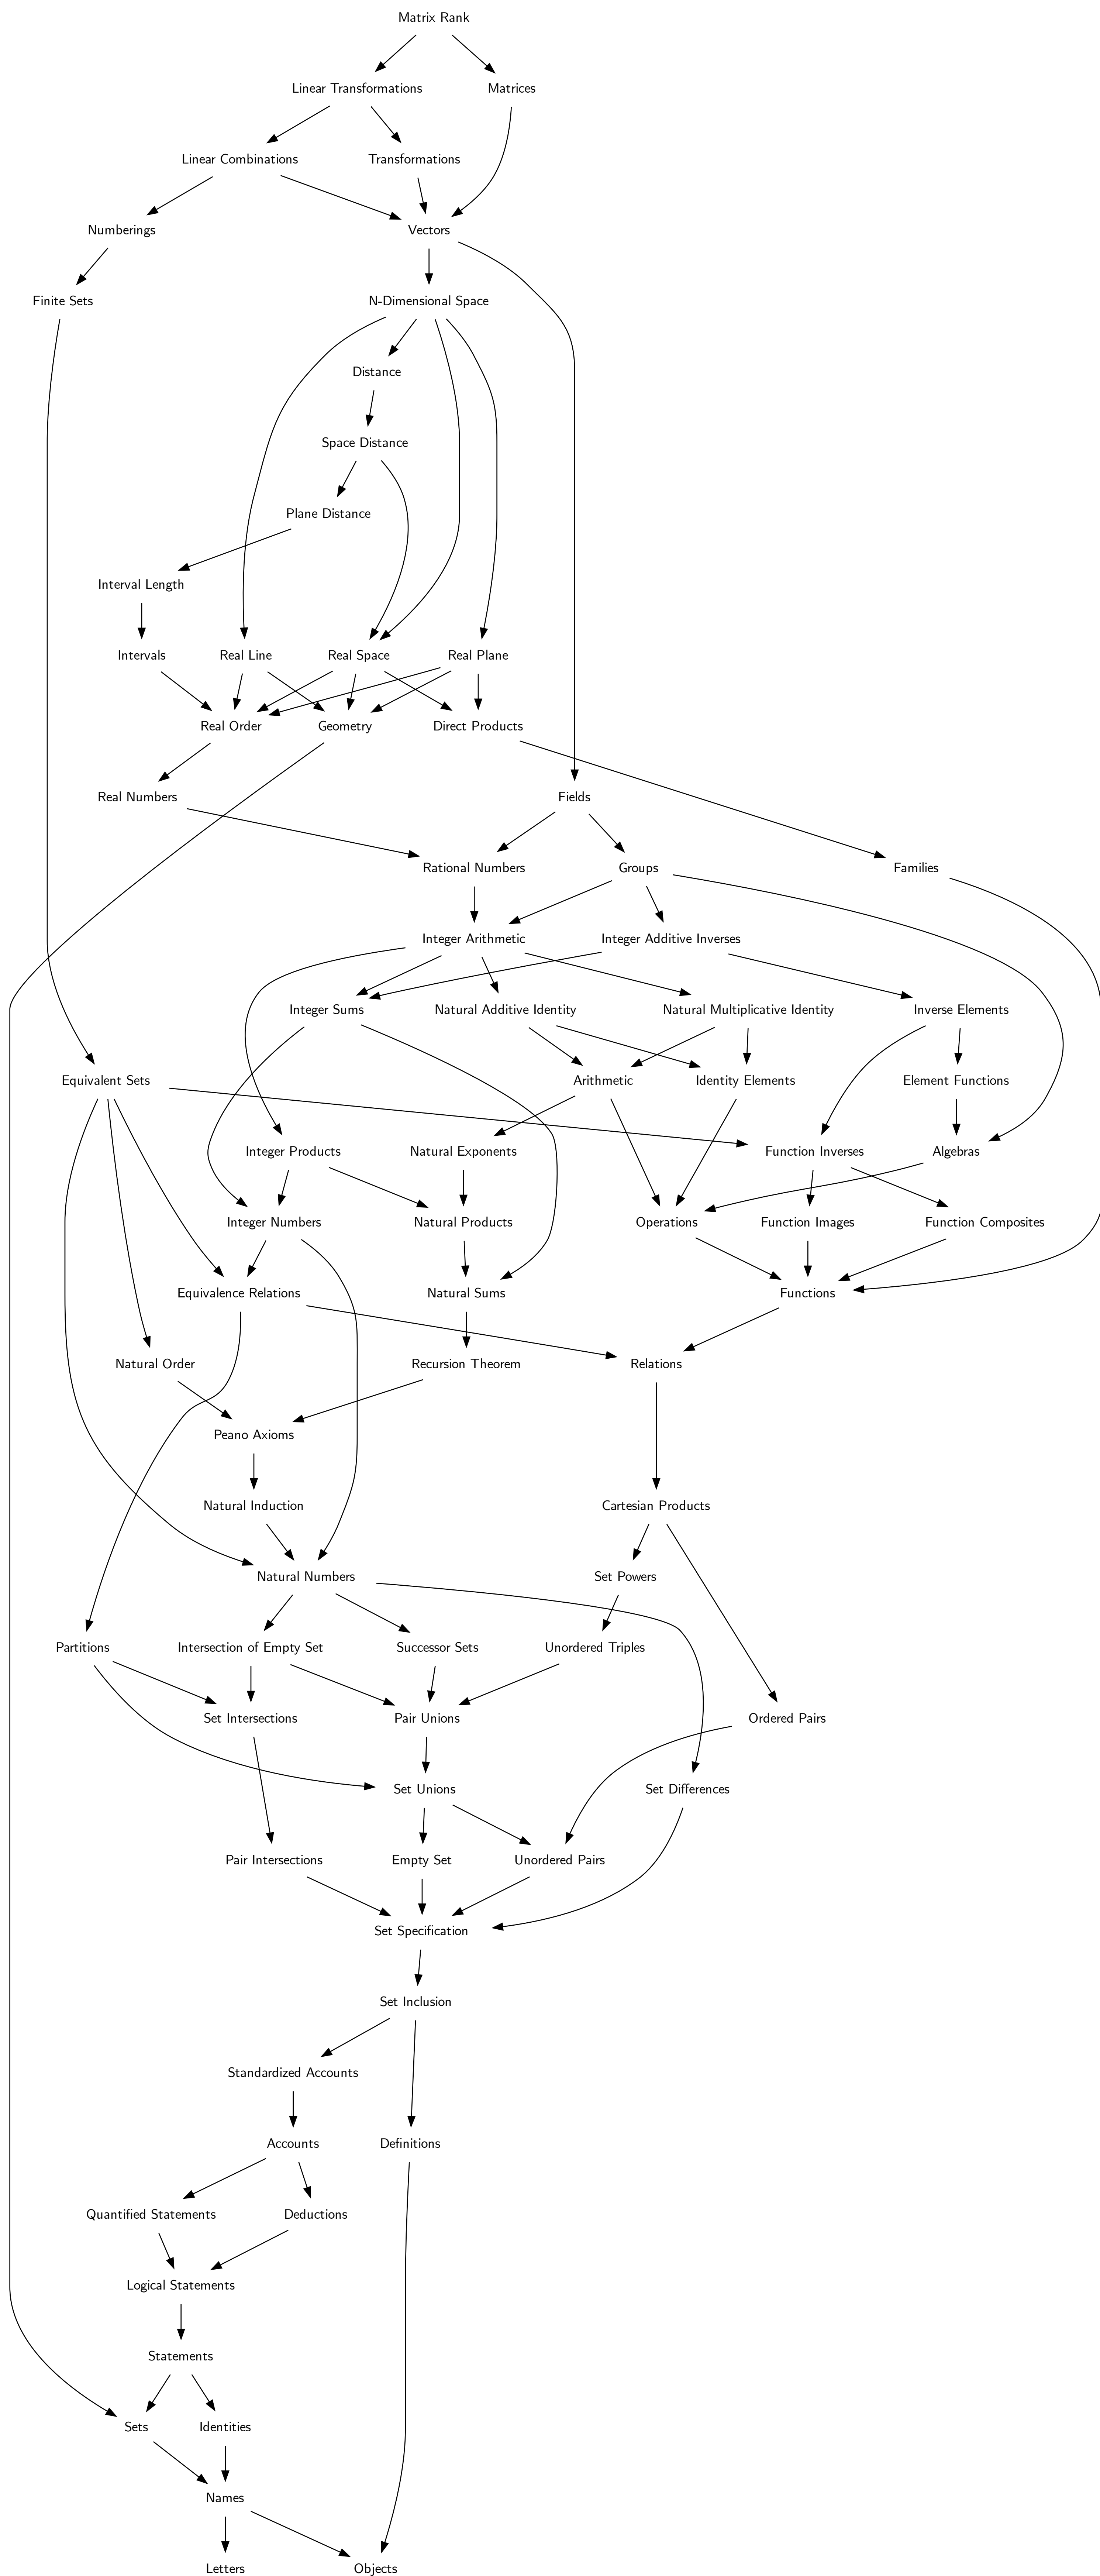 Matrix Rank
Linear Transformations
Matrices
Linear Combinations
Transformations
Numberings
Vectors
Finite Sets
N-Dimensional Space
Distance
Space Distance
Plane Distance
Interval Length
Intervals
Real Line
Real Space
Real Plane
Real Order
Geometry
Direct Products
Real Numbers
Fields
Rational Numbers
Groups
Families
Integer Arithmetic
Integer Additive Inverses
Integer Sums
Natural Additive Identity
Natural Multiplicative Identity
Inverse Elements
Equivalent Sets
Arithmetic
Identity Elements
Element Functions
Integer Products
Natural Exponents
Function Inverses
Algebras
Integer Numbers
Natural Products
Operations
Function Images
Function Composites
Equivalence Relations
Natural Sums
Functions
Natural Order
Recursion Theorem
Relations
Peano Axioms
Natural Induction
Cartesian Products
Natural Numbers
Set Powers
Partitions
Intersection of Empty Set
Successor Sets
Unordered Triples
Set Intersections
Pair Unions
Ordered Pairs
Set Unions
Set Differences
Pair Intersections
Empty Set
Unordered Pairs
Set Specification
Set Inclusion
Standardized Accounts
Accounts
Definitions
Quantified Statements
Deductions
Logical Statements
Statements
Sets
Identities
Names
Letters
Objects